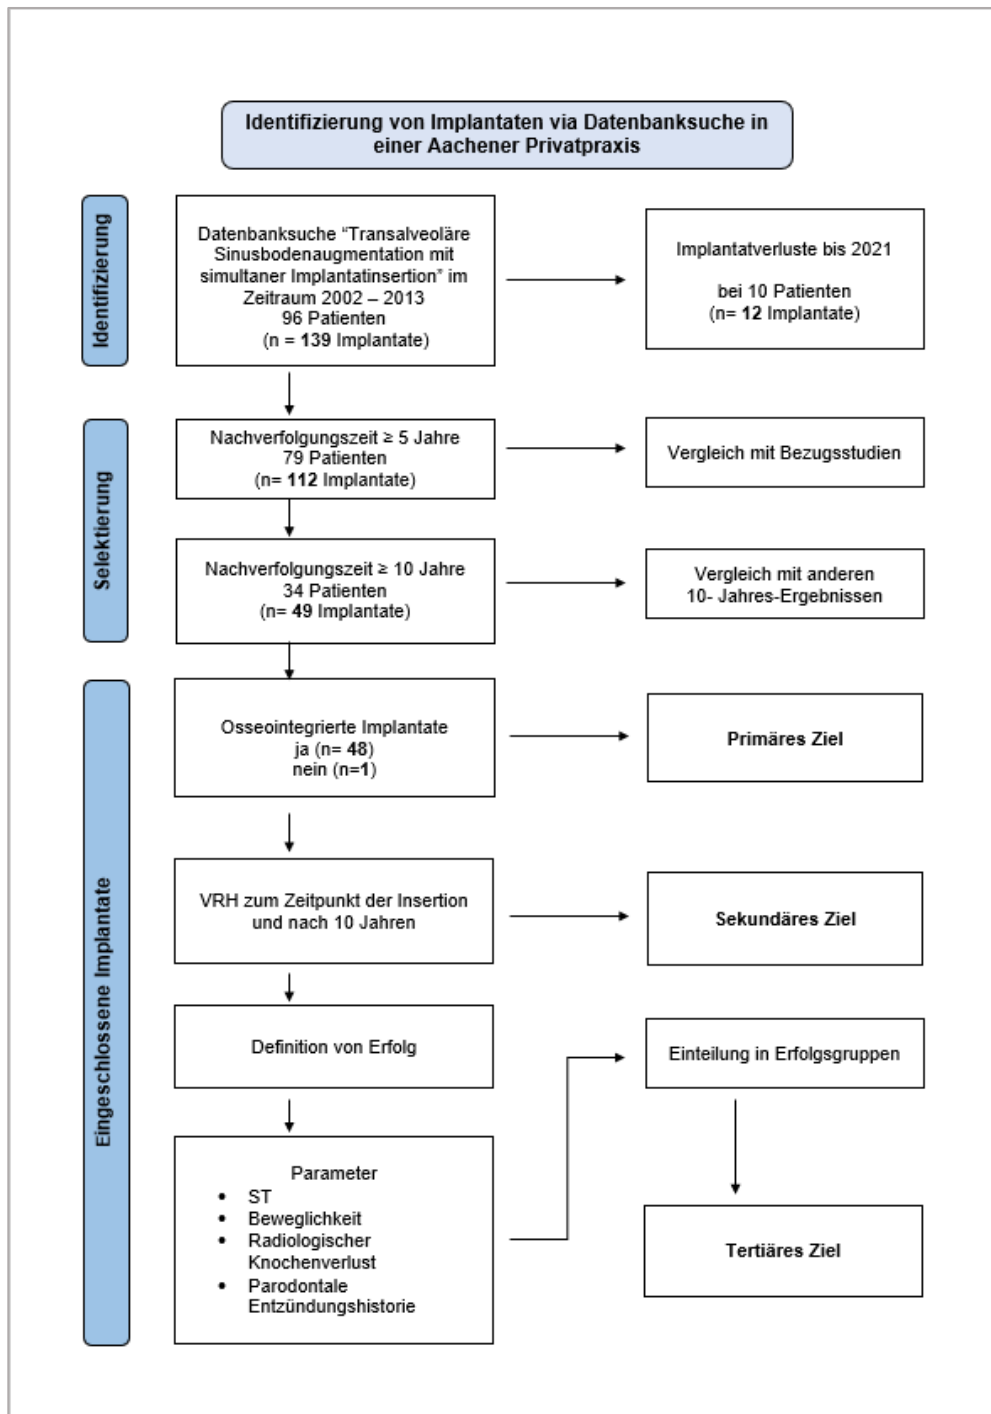 Identifizierung von Implantaten via Datenbanksuche in
einer Aachener Privatpraxis
Identifizierung
Datenbanksuche "Transalveoläre
Sinusbodenaugmentation mit
simultaner Implantatinsertion" im
Zeitraum 2002 – 2013
96 Patienten
(n = 139 Implantate)
Implantatverluste bis 2021
bei 10 Patienten
(n= 12 Implantate)
Selektierung
Nachverfolgungszeit ≥ 5 Jahre
79 Patienten
(n= 112 Implantate)
Vergleich mit Bezugsstudien
Nachverfolgungszeit ≥ 10 Jahre
34 Patienten
(n= 49 Implantate)
Vergleich mit anderen
10- Jahres-Ergebnissen
Eingeschlossene Implantate
Osseointegrierte Implantate
ja (n= 48)
nein (n=1)
Primäres Ziel
VRH zum Zeitpunkt der Insertion
und nach 10 Jahren
Sekundäres Ziel
Definition von Erfolg
Einteilung in Erfolgsgruppen
Parameter
• ST
• Beweglichkeit
• Radiologischer
Knochenverlust
• Parodontale
Entzündungshistorie
Tertiäres Ziel